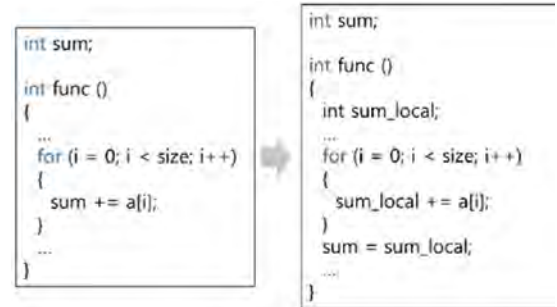 int sum;
int func ()
{
...
for (i = 0; i < size; i++)
{
sum += a[i];
}
...
}
int sum;
int func ()
{
int sum_local;
...
for (i = 0; i < size; i++)
{
sum_local += a[i];
}
sum = sum_local;
...
}